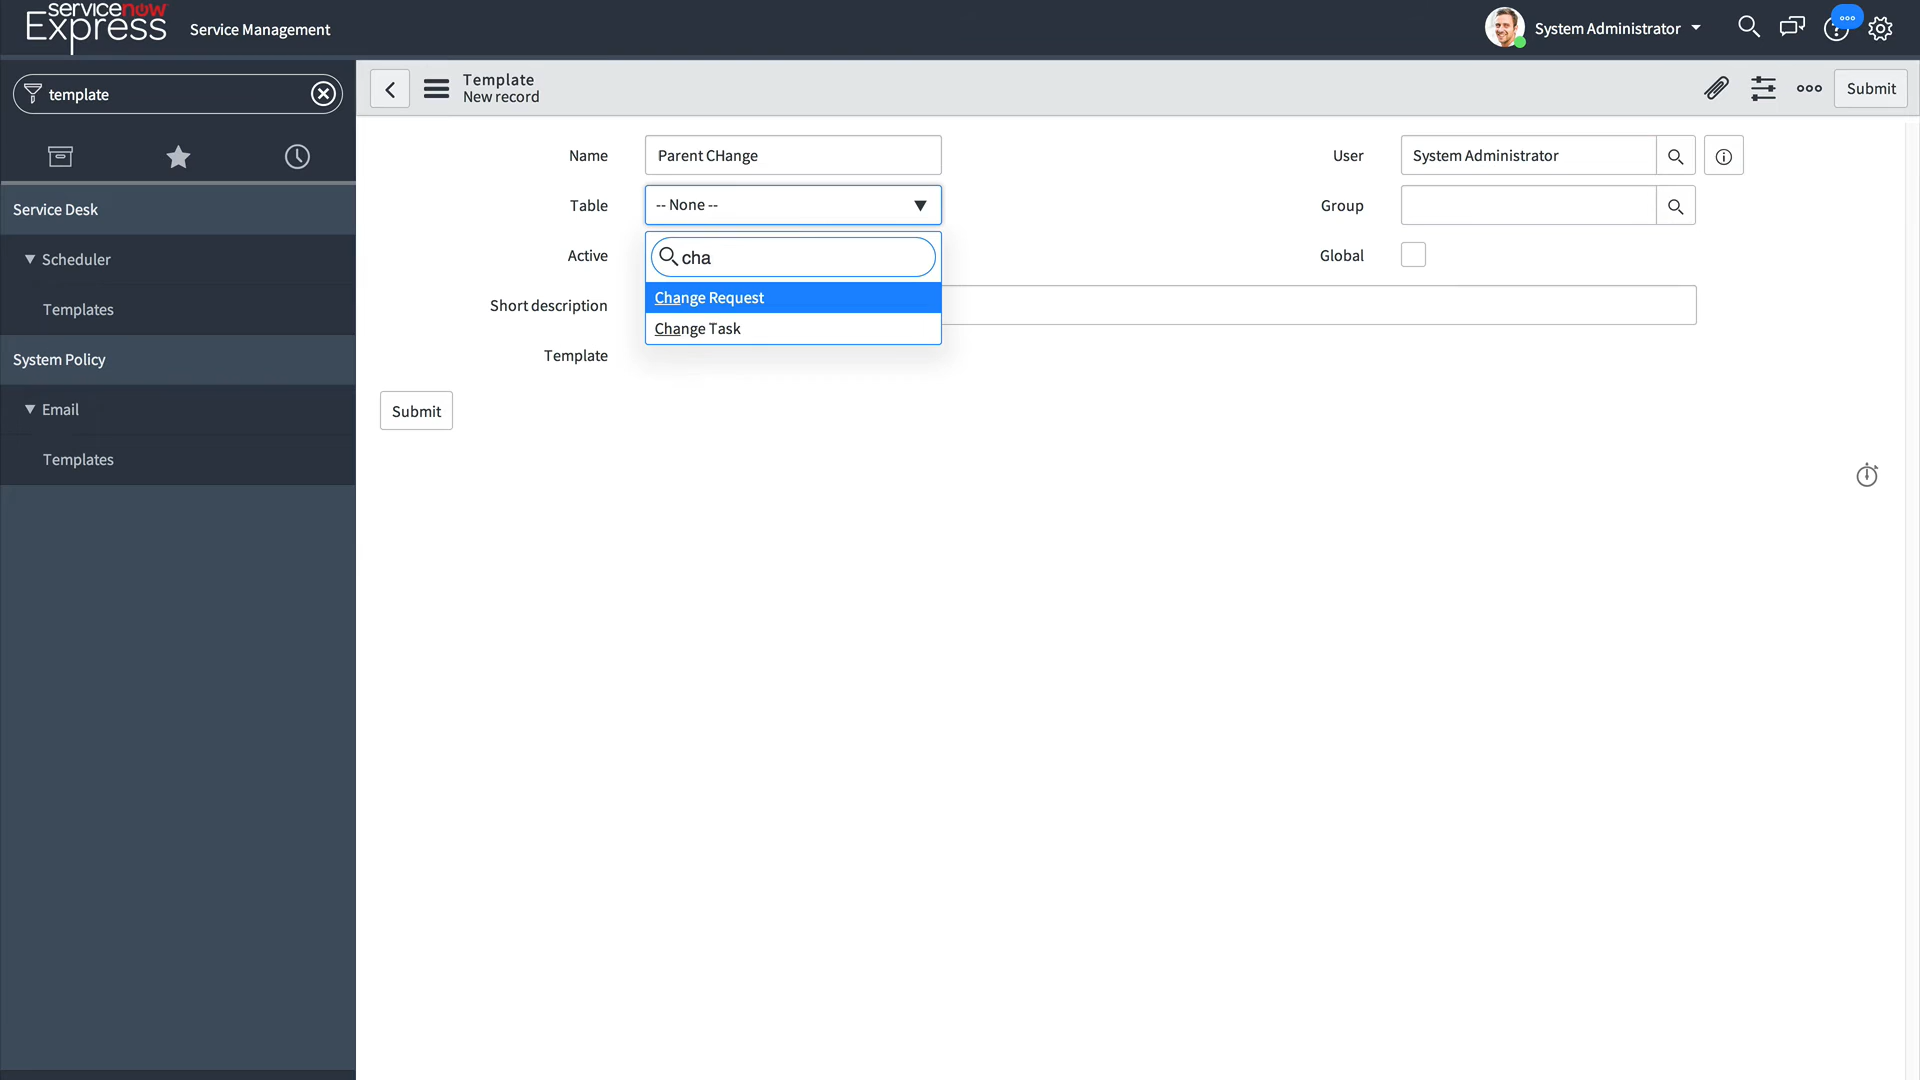 servicenow
Express
Service Management
System Administrator
template
Template
New record
Submit
Service Desk
Scheduler
Templates
System Policy
Email
Templates
Name
Parent CHange
User
System Administrator
Table
-- None --
Group
Active
cha
Global
Change Request
Short description
Change Task
Template
Submit